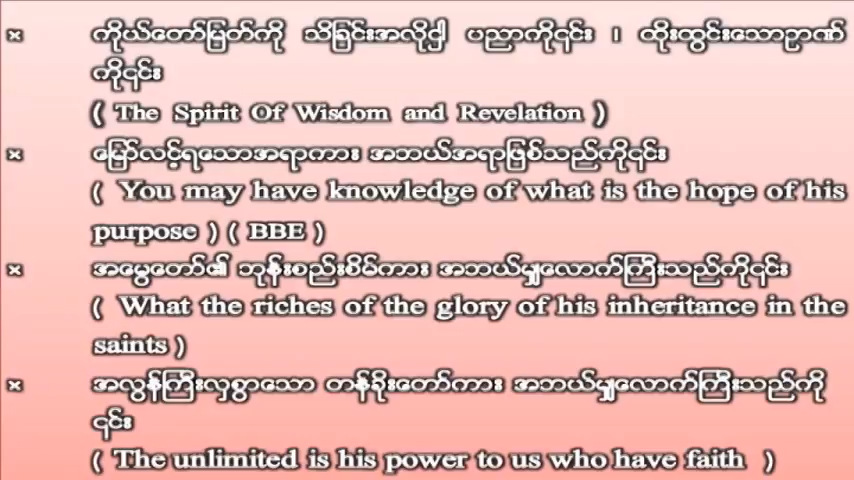 × ကိုယ်တော်မြတ်ကို သိခြင်းအလို့ငှါ ပညာကို၎င်း ၊ ထိုးထွင်းသောဉာဏ်
ကို၎င်း
( The Spirit Of Wisdom and Revelation )
× မြော်လင့်ရသောအရာကား အဘယ်အရာဖြစ်သည်ကို၎င်း
( You may have knowledge of what is the hope of his
purpose ) ( BBE )
× အမွေတော်၏ ဘုန်းစည်းစိမ်ကား အဘယ်မျှလောက်ကြီးသည်ကို၎င်း
( What the riches of the glory of his inheritance in the
saints )
× အလွန်ကြီးလှစွာသော တန်ခိုးတော်ကား အဘယ်မျှလောက်ကြီးသည်ကို
၎င်း
( The unlimited is his power to us who have faith )